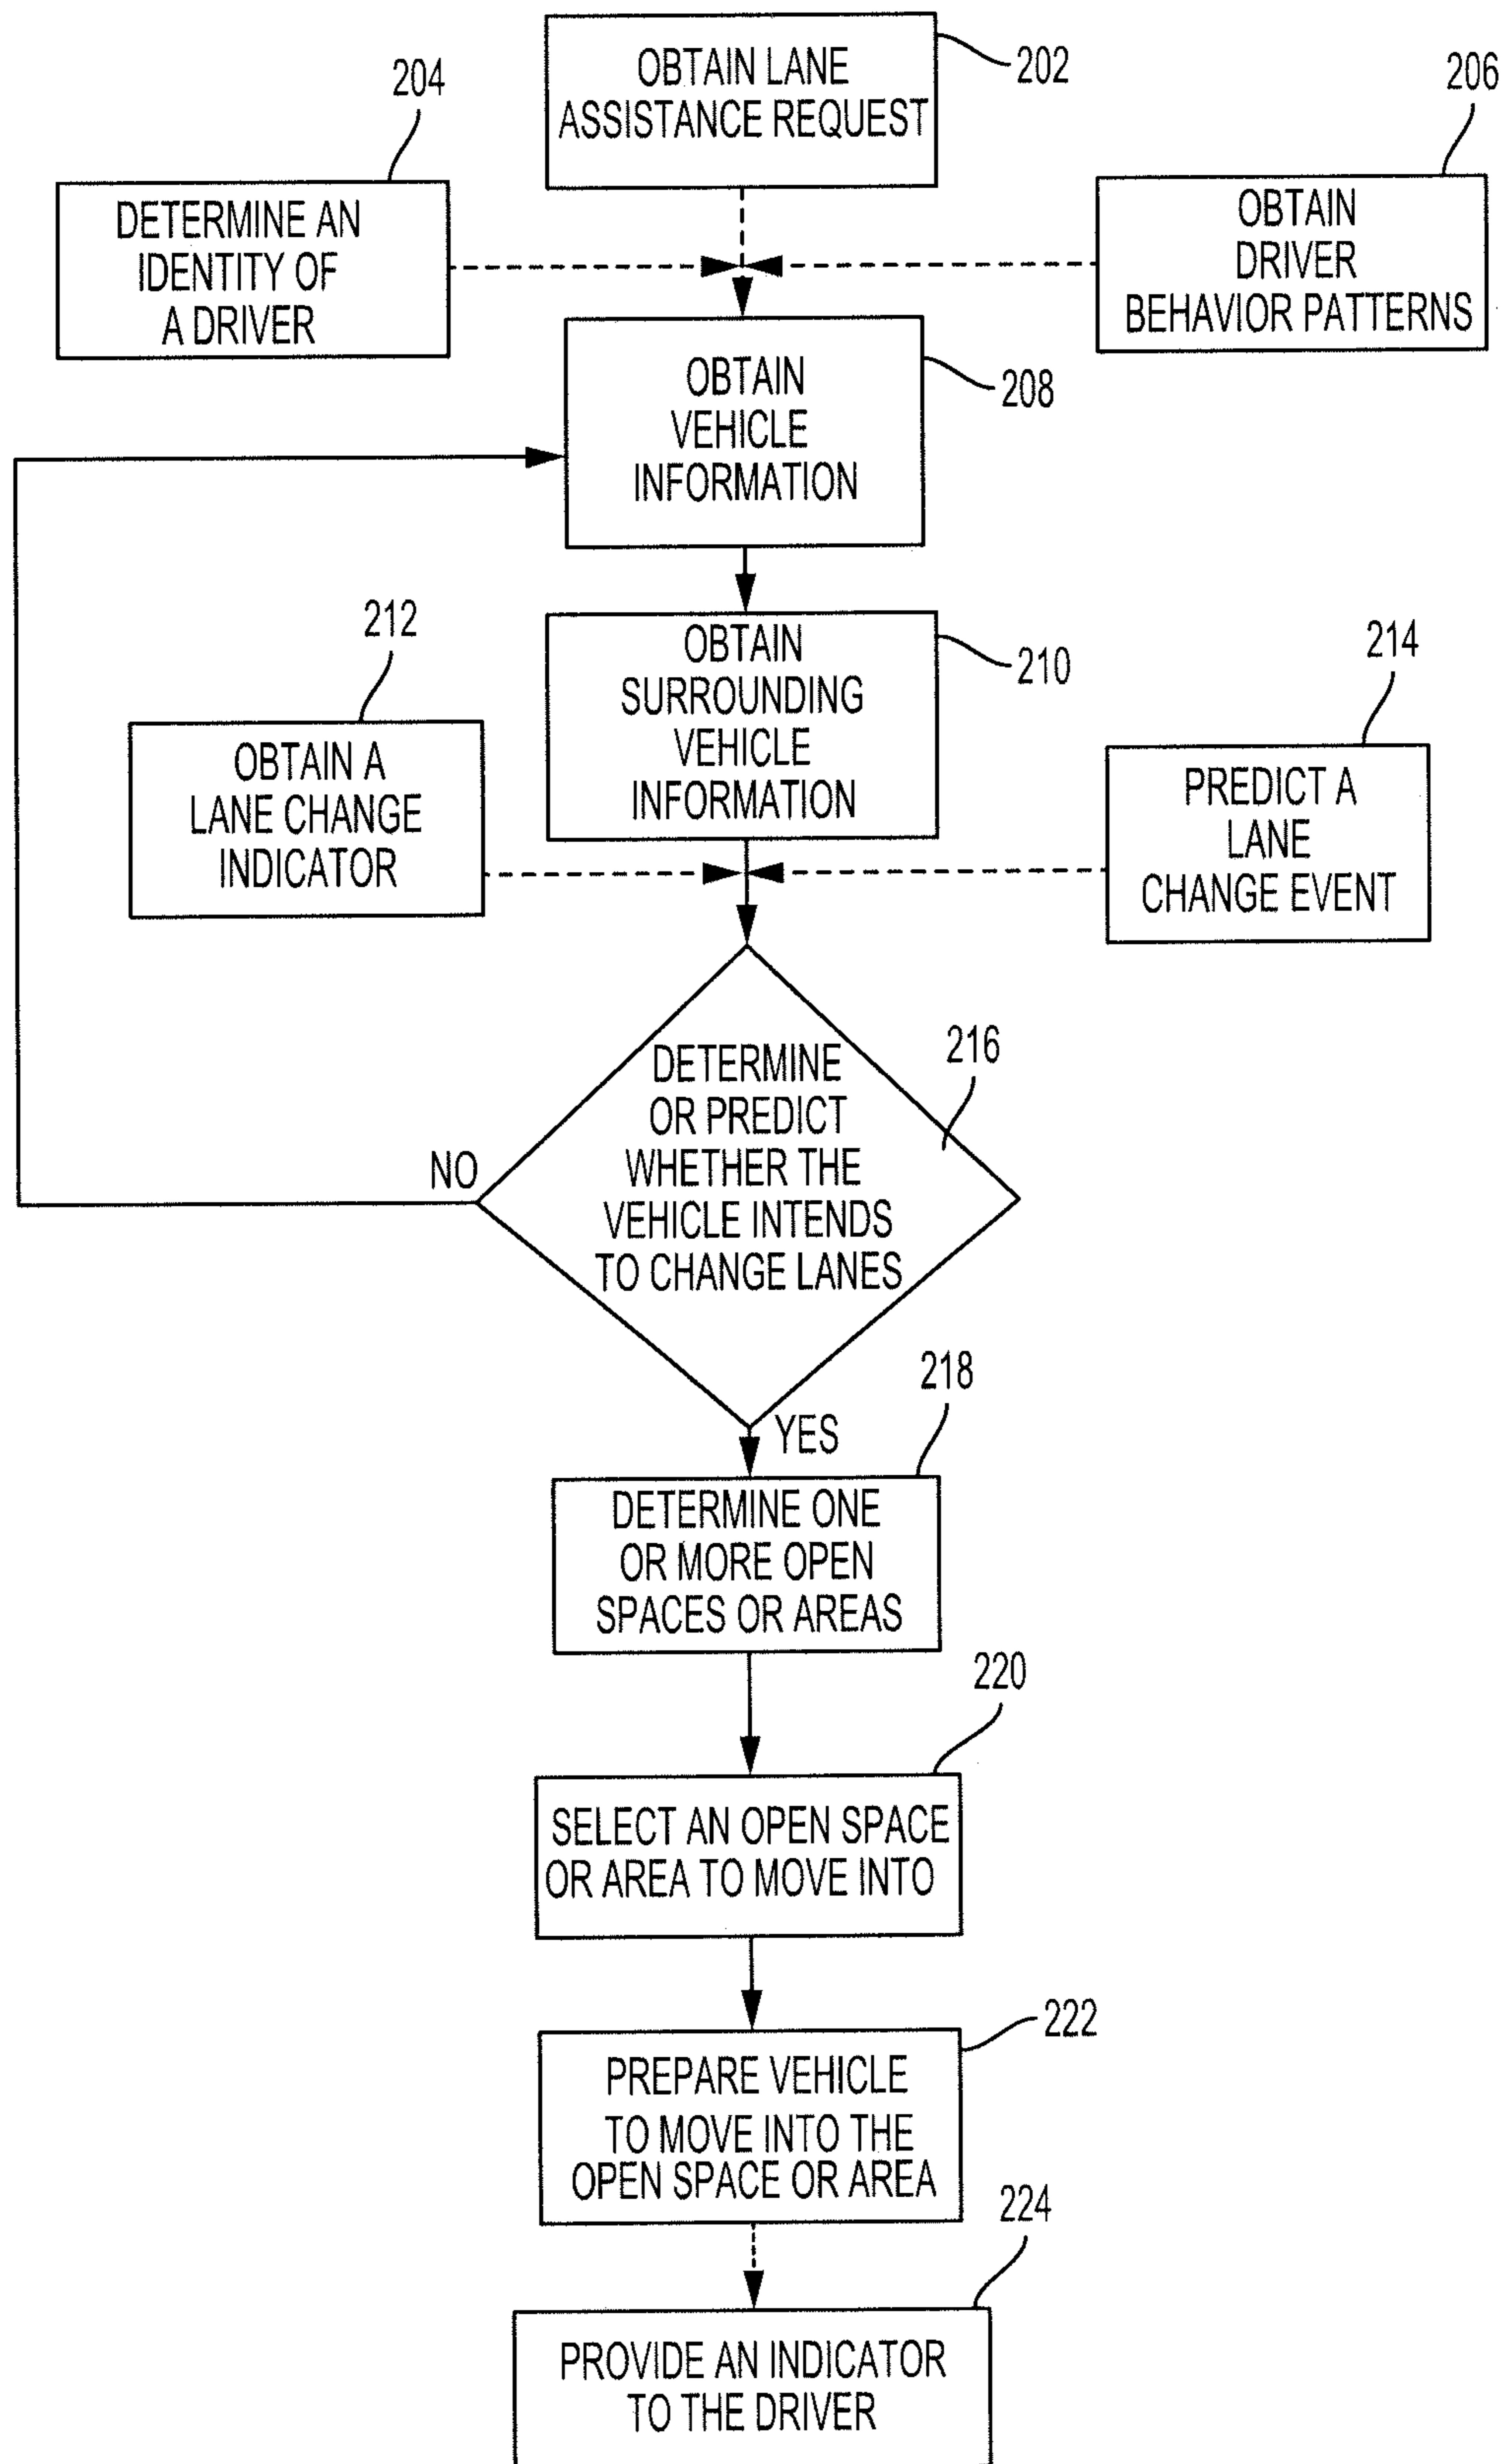 OBTAIN LANE
ASSISTANCE REQUEST
202
204
DETERMINE AN
IDENTITY OF
A DRIVER
206
OBTAIN
DRIVER
BEHAVIOR PATTERNS
OBTAIN
VEHICLE
INFORMATION
208
OBTAIN
SURROUNDING
VEHICLE
INFORMATION
210
212
OBTAIN A
LANE CHANGE
INDICATOR
214
PREDICT A
LANE
CHANGE EVENT
DETERMINE
OR PREDICT
WHETHER THE
VEHICLE INTENDS
TO CHANGE LANES
216
NO
YES
218
DETERMINE ONE
OR MORE OPEN
SPACES OR AREAS
220
SELECT AN OPEN SPACE
OR AREA TO MOVE INTO
222
PREPARE VEHICLE
TO MOVE INTO THE
OPEN SPACE OR AREA
224
PROVIDE AN INDICATOR
TO THE DRIVER